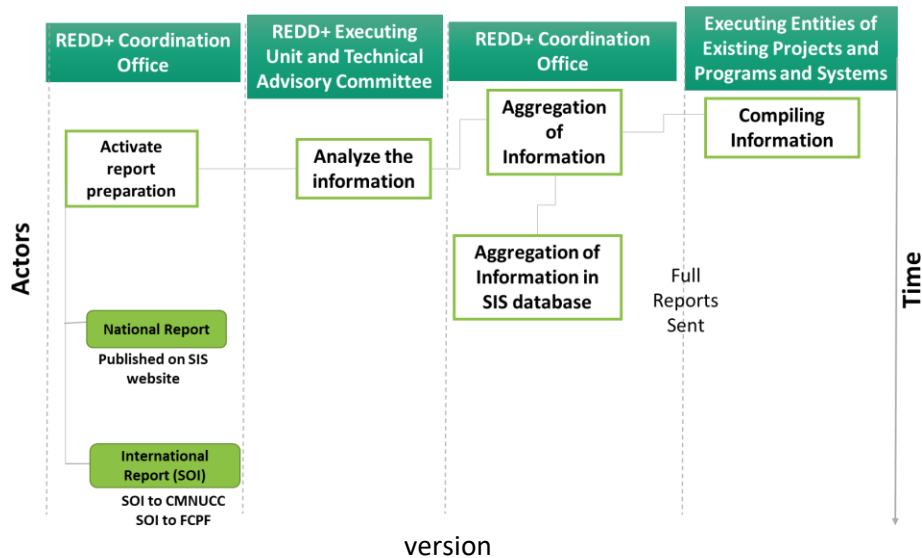 REDD+ Coordination
Office
REDD+ Executing
Unit and Technical
Advisory Committee
REDD+ Coordination
Office
Executing Entities of
Existing Projects and
Programs and Systems
Activate
report
preparation
Analyze the
information
Aggregation
of
Information
Compiling
Information
Aggregation of
Information in
SIS database
Full
Reports
Sent
Actors
Time
National Report
Published on SIS
website
International
Report (SOI)
SOI to CMNUCC
SOI to FCPF
version